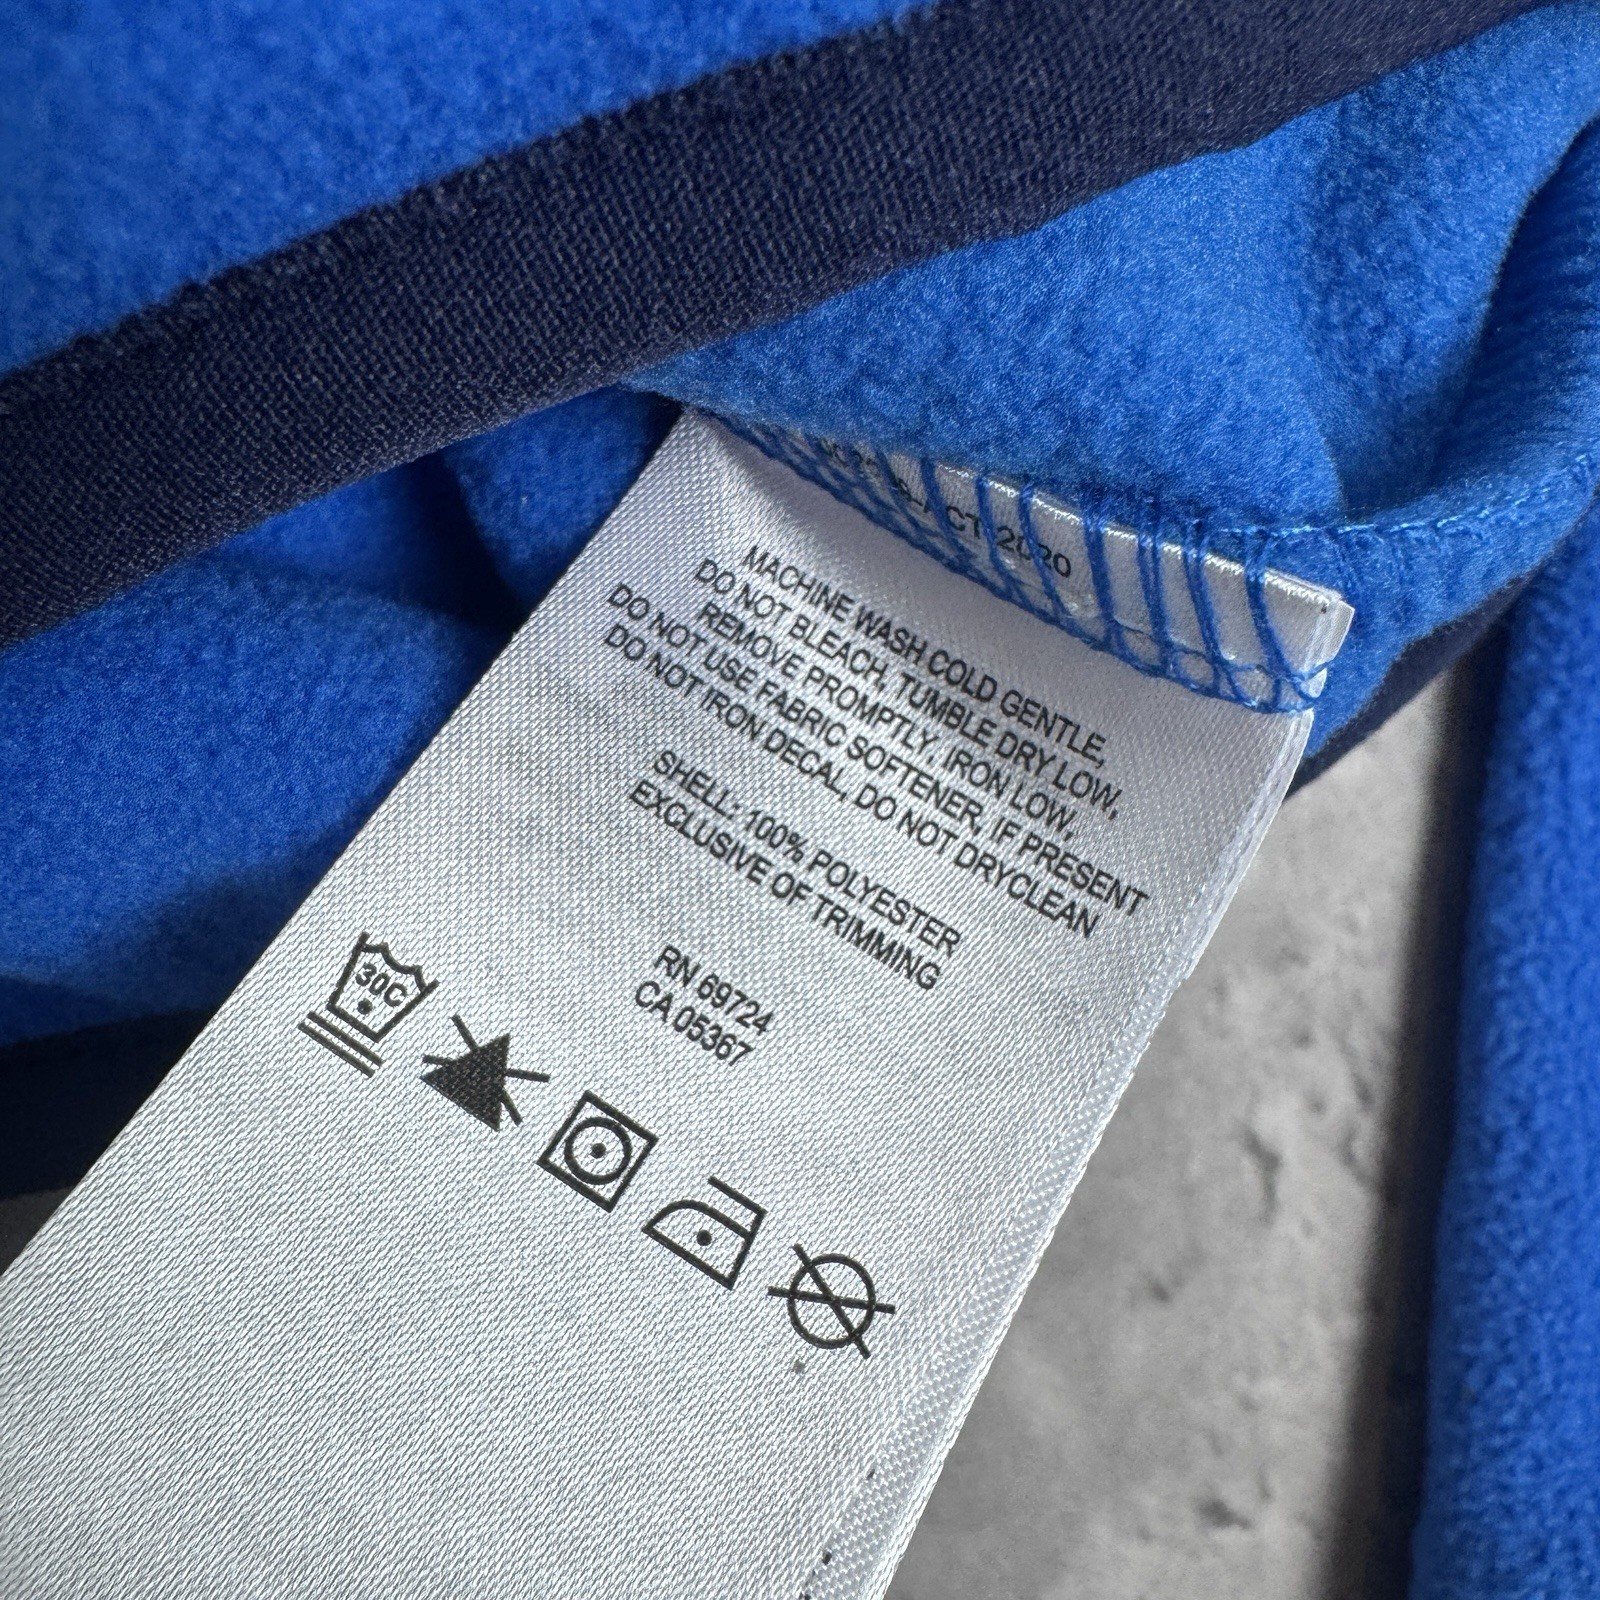 2020
MACHINE WASH COLD GENTLE,
DO NOT BLEACH, TUMBLE DRY LOW,
REMOVE PROMPTLY, IRON LOW,
DO NOT USE FABRIC SOFTENER, IF PRESENT
DO NOT IRON DECAL, DO NOT DRYCLEAN
SHELL: 100% POLYESTER
EXCLUSIVE OF TRIMMING
RN 69724
CA 05367
30C